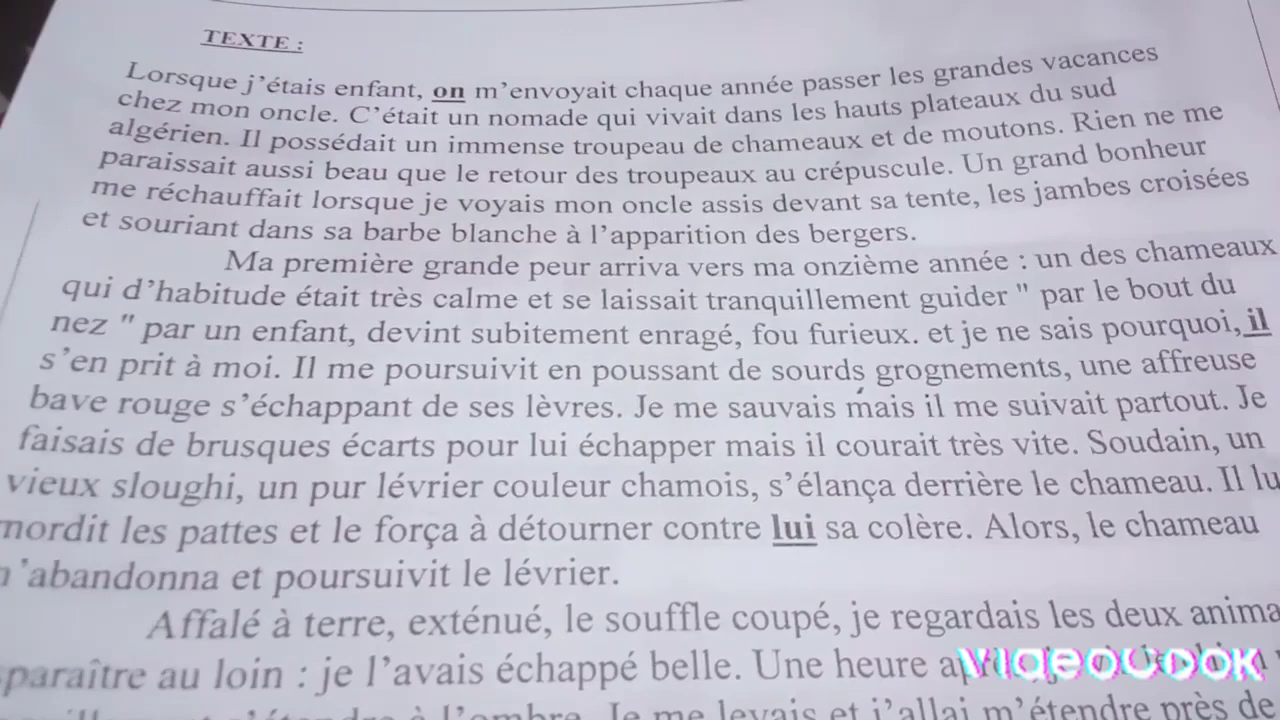 TEXTE :
Lorsque j'étais enfant, on m'envoyait chaque année passer les grandes vacances
chez mon oncle. C'était un nomade qui vivait dans les hauts plateaux du sud
algérien. Il possédait un immense troupeau de chameaux et de moutons. Rien ne me
paraissait aussi beau que le retour des troupeaux au crépuscule. Un grand bonheur
me réchauffait lorsque je voyais mon oncle assis devant sa tente, les jambes croisées
et souriant dans sa barbe blanche à l'apparition des bergers.
Ma première grande peur arriva vers ma onzième année : un des chameaux
qui d'habitude était très calme et se laissait tranquillement guider " par le bout du
nez " par un enfant, devint subitement enragé, fou furieux. et je ne sais pourquoi, il
s'en prit à moi. Il me poursuivit en poussant de sourds grognements, une affreuse
bave rouge s'échappant de ses lèvres. Je me sauvais mais il me suivait partout. Je
faisais de brusques écarts pour lui échapper mais il courait très vite. Soudain, un
vieux sloughi, un pur lévrier couleur chamois, s'élança derrière le chameau. Il lu
mordit les pattes et le força à détourner contre lui sa colère. Alors, le chameau
'abandonna et poursuivit le lévrier.
Affalé à terre, exténué, le souffle coupé, je regardais les deux anima
paraître au loin : je l'avais échappé belle. Une heure
à l'ombre. Je me levais et j'allai m'étendre près de
VIDEOCOOK